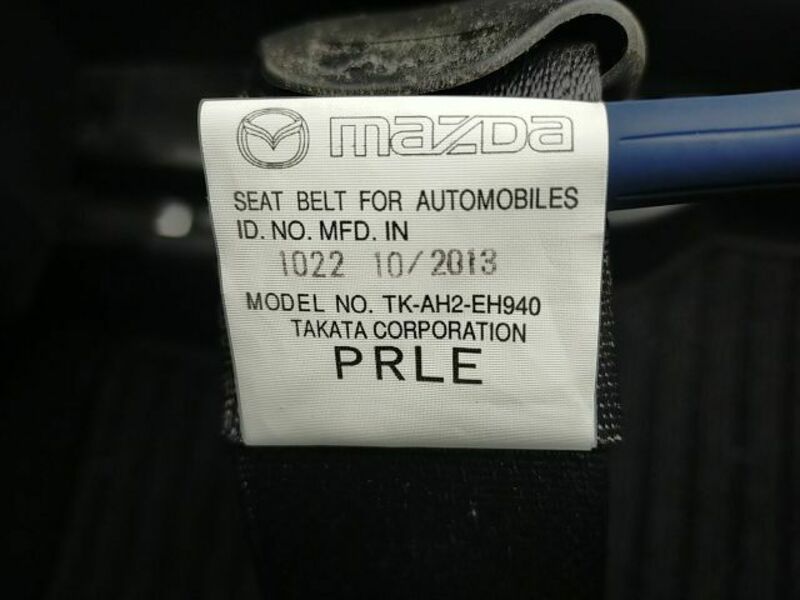 mazda
SEAT BELT FOR AUTOMOBILES
ID. NO. MFD. IN
1022 10/2013
MODEL NO. TK-AH2-EH940
TAKATA CORPORATION
PRLE